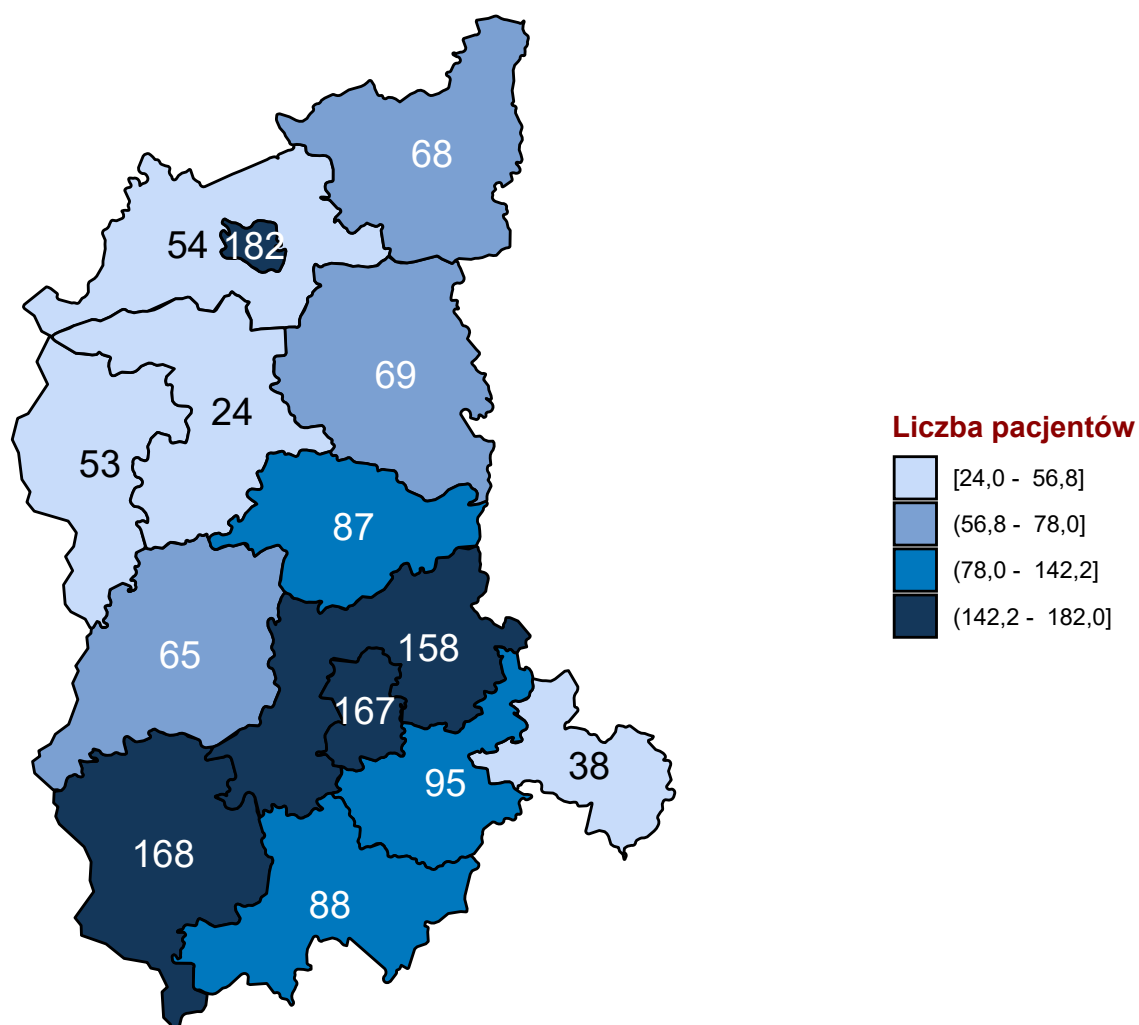 68
54
182
69
24
53
87
65
158
167
38
95
168
88
Liczba pacjentów
[24,0 - 56,8]
(56,8 - 78,0]
(78,0 - 142,2]
(142,2 - 182,0]